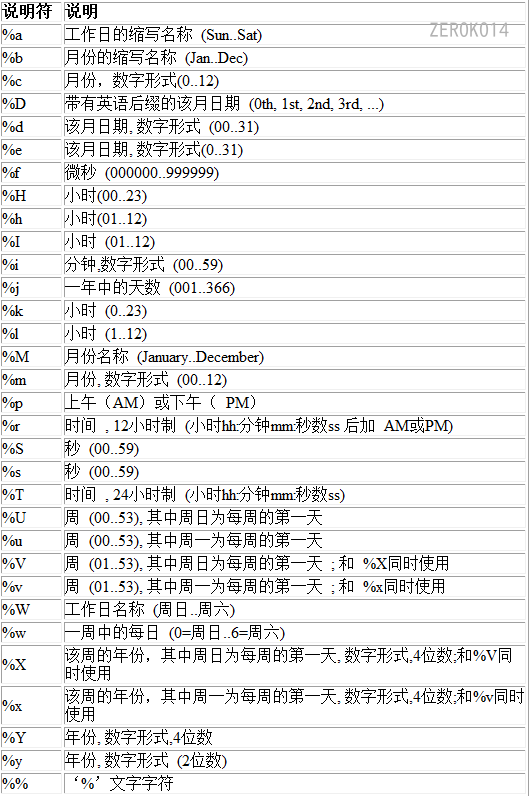 说明符 说明
ZEROKO14
%a 工作日的缩写名称 (Sun..Sat)
%b 月份的缩写名称 (Jan..Dec)
%c 月份，数字形式(0..12)
%D 带有英语后缀的该月日期 (0th, 1st, 2nd, 3rd, ...)
%d 该月日期, 数字形式 (00..31)
%e 该月日期, 数字形式(0..31)
%f 微秒 (000000..999999)
%H 小时(00..23)
%h 小时(01..12)
%I 小时 (01..12)
%i 分钟,数字形式 (00..59)
%j 一年中的天数 (001..366)
%k 小时 (0..23)
%l 小时 (1..12)
%M 月份名称 (January..December)
%m 月份, 数字形式 (00..12)
%p 上午（AM）或下午（ PM）
%r 时间 , 12小时制 (小时hh:分钟mm:秒数ss 后加 AM或PM)
%S 秒 (00..59)
%s 秒 (00..59)
%T 时间 , 24小时制 (小时hh:分钟mm:秒数ss)
%U 周 (00..53), 其中周日为每周的第一天
%u 周 (00..53), 其中周一为每周的第一天
%V 周 (01..53), 其中周日为每周的第一天 ; 和 %X同时使用
%v 周 (01..53), 其中周一为每周的第一天 ; 和 %x同时使用
%W 工作日名称 (周日..周六)
%w 一周中的每日 (0=周日..6=周六)
%X 该周的年份，其中周日为每周的第一天, 数字形式,4位数;和%V同
时使用
%x 该周的年份，其中周一为每周的第一天, 数字形式,4位数;和%v同时
使用
%Y 年份, 数字形式,4位数
%y 年份, 数字形式 (2位数)
%% ‘%’文字字符